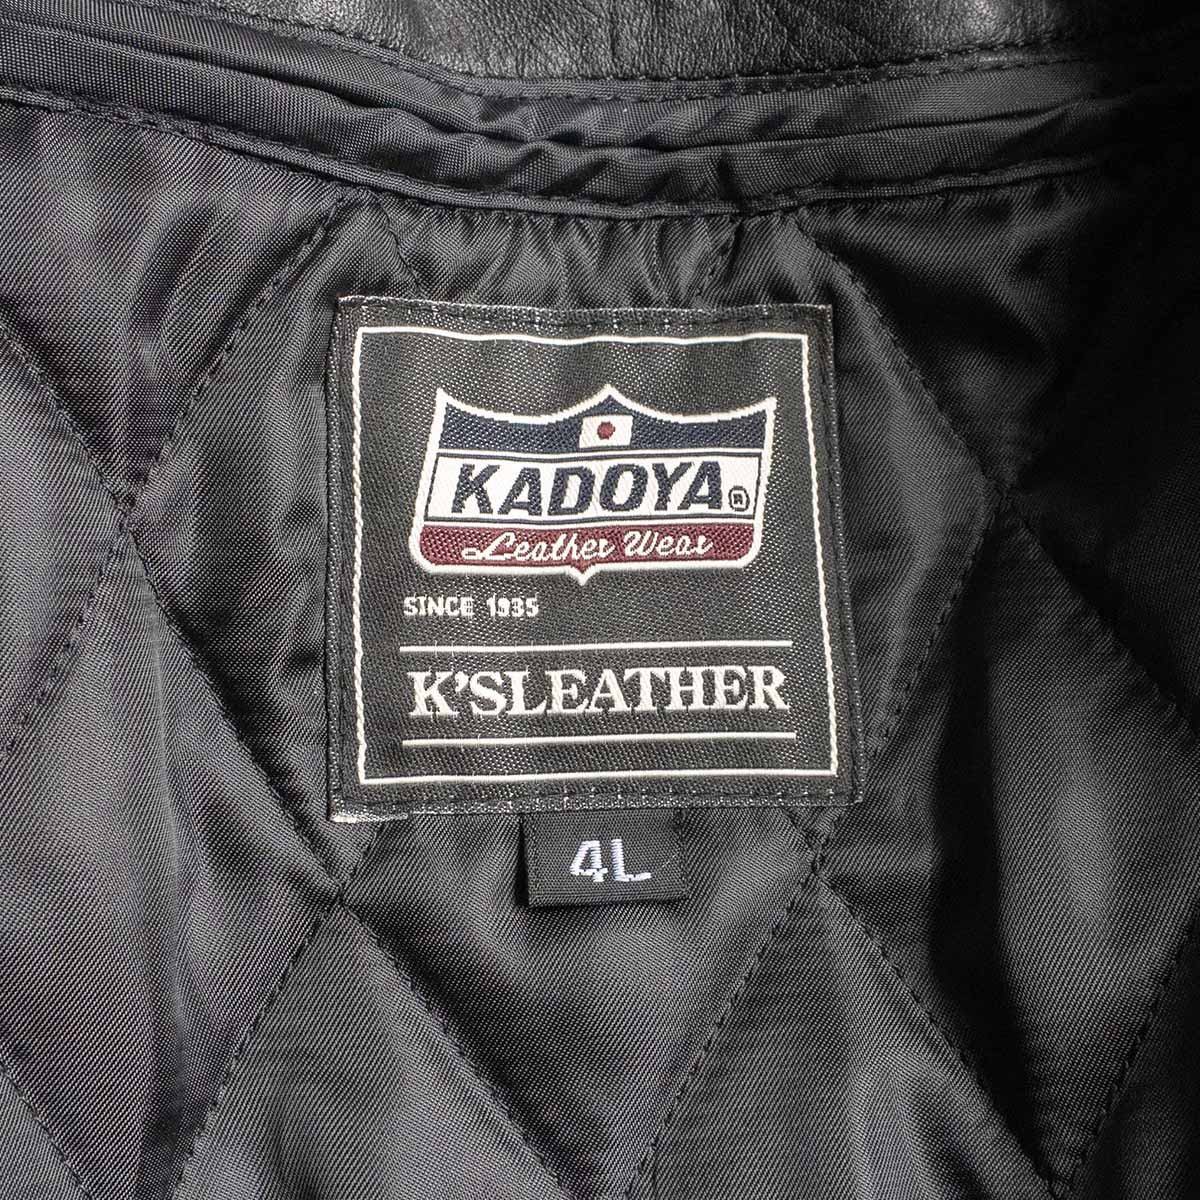 KADOYA®
Leather Wear
SINCE 1935
K'SLEATHER
4L